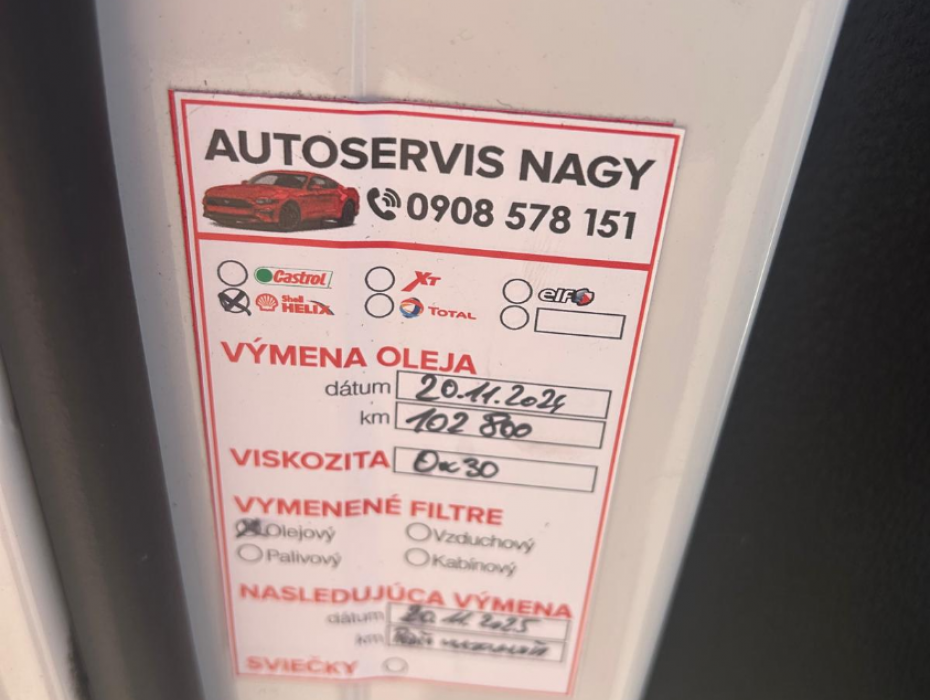 AUTOSERVIS NAGY
0908 578 151
Castrol XT elf
Shell HELIX TOTAL
VÝMENA OLEJA
dátum 20.11.2024
km 102 800
VISKOZITA 0w30
VYMENENÉ FILTRE
Olejový Vzduchový
Palivový Kabínový
NASLEDUJÚCA VÝMENA
dátum 20.11.2025
km
SVIEČKY